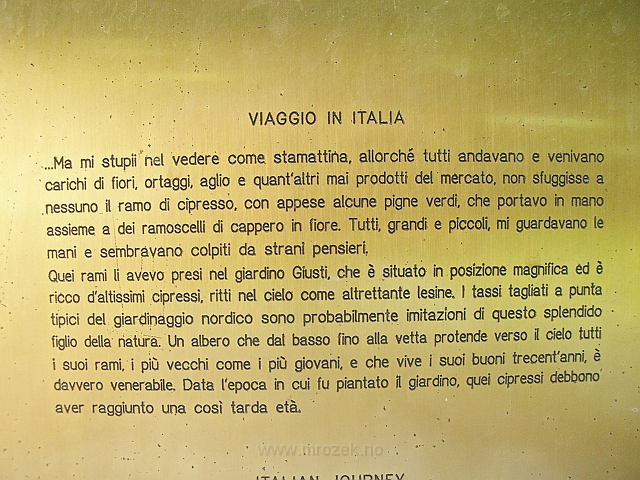 VIAGGIO IN ITALIA
...Ma mi stupii nel vedere come stamattina, allorché tutti andavano e venivano
carichi di fiori, ortaggi, aglio e quant'altri mai prodotti del mercato, non sfuggisse a
nessuno il ramo di cipresso, con appese alcune pigne verdi, che portavo in mano
assieme a dei ramoscelli di cappero in fiore. Tutti, grandi e piccoli, mi guardavano le
mani e sembravano colpiti da strani pensieri.
Quei rami li avevo presi nel giardino Giusti, che è situato in posizione magnifica ed è
ricco d'altissimi cipressi, ritti nel cielo come altrettante lesine. I tassi tagliati a punta
tipici del giardinaggio nordico sono probabilmente imitazioni di questo splendido
figlio della natura. Un albero che dal basso fino alla vetta protende verso il cielo tutti
i suoi rami, i più vecchi come i più giovani, e che vive i suoi buoni trecent'anni, è
davvero venerabile. Data l'epoca in cui fu piantato il giardino, quei cipressi debbono
aver raggiunto una così tarda età.
www.mrozek.no
ITALIAN JOURNEY